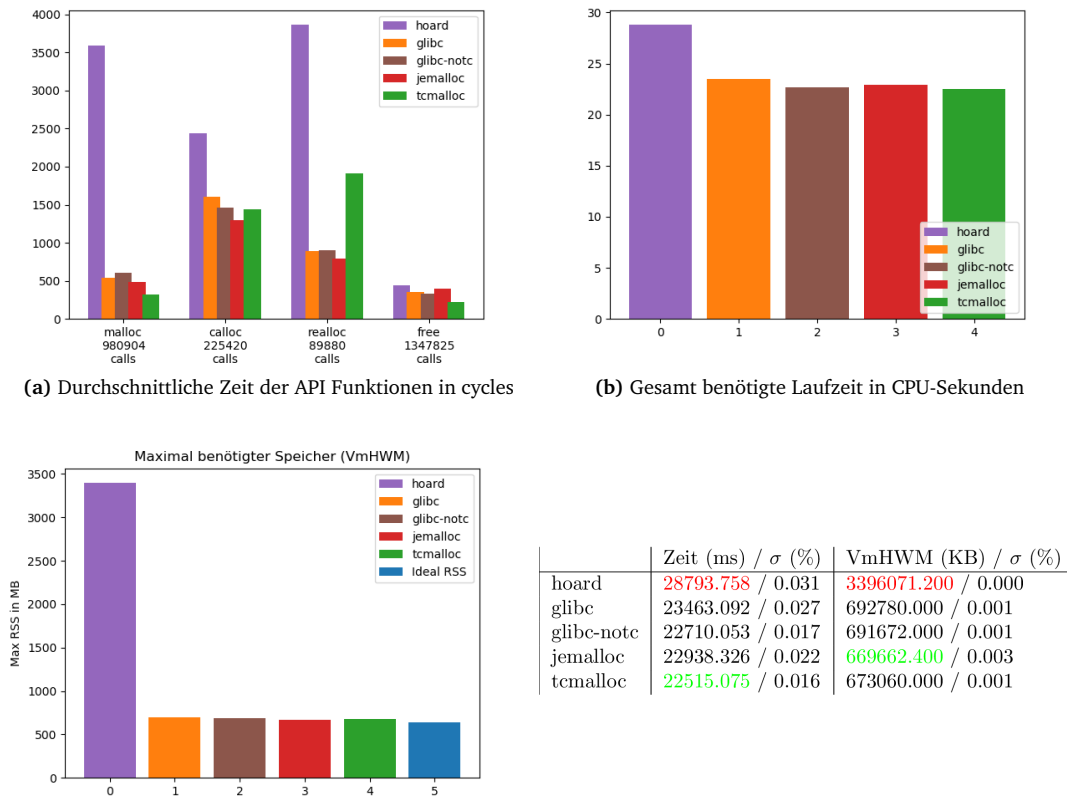 4000
3500
3000
2500
2000
1500
1000
500
0
hoard
glibc
glibc-notc
jemalloc
tcmalloc
malloc
980904
calls
calloc
225420
calls
realloc
89880
calls
free
1347825
calls
(a) Durchschnittliche Zeit der API Funktionen in cycles
30
25
20
15
10
5
0
hoard
glibc
glibc-notc
jemalloc
tcmalloc
0 1 2 3 4
(b) Gesamt benötigte Laufzeit in CPU-Sekunden
Maximal benötigter Speicher (VmHWM)
Max RSS in MB
3500
3000
2500
2000
1500
1000
500
0
hoard
glibc
glibc-notc
jemalloc
tcmalloc
Ideal RSS
0 1 2 3 4 5
Zeit (ms) / σ (%) VmHWM (KB) / σ (%)
hoard 28793.758 / 0.031 3396071.200 / 0.000
glibc 23463.092 / 0.027 692780.000 / 0.001
glibc-notc 22710.053 / 0.017 691672.000 / 0.001
jemalloc 22938.326 / 0.022 669662.400 / 0.003
tcmalloc 22515.075 / 0.016 673060.000 / 0.001